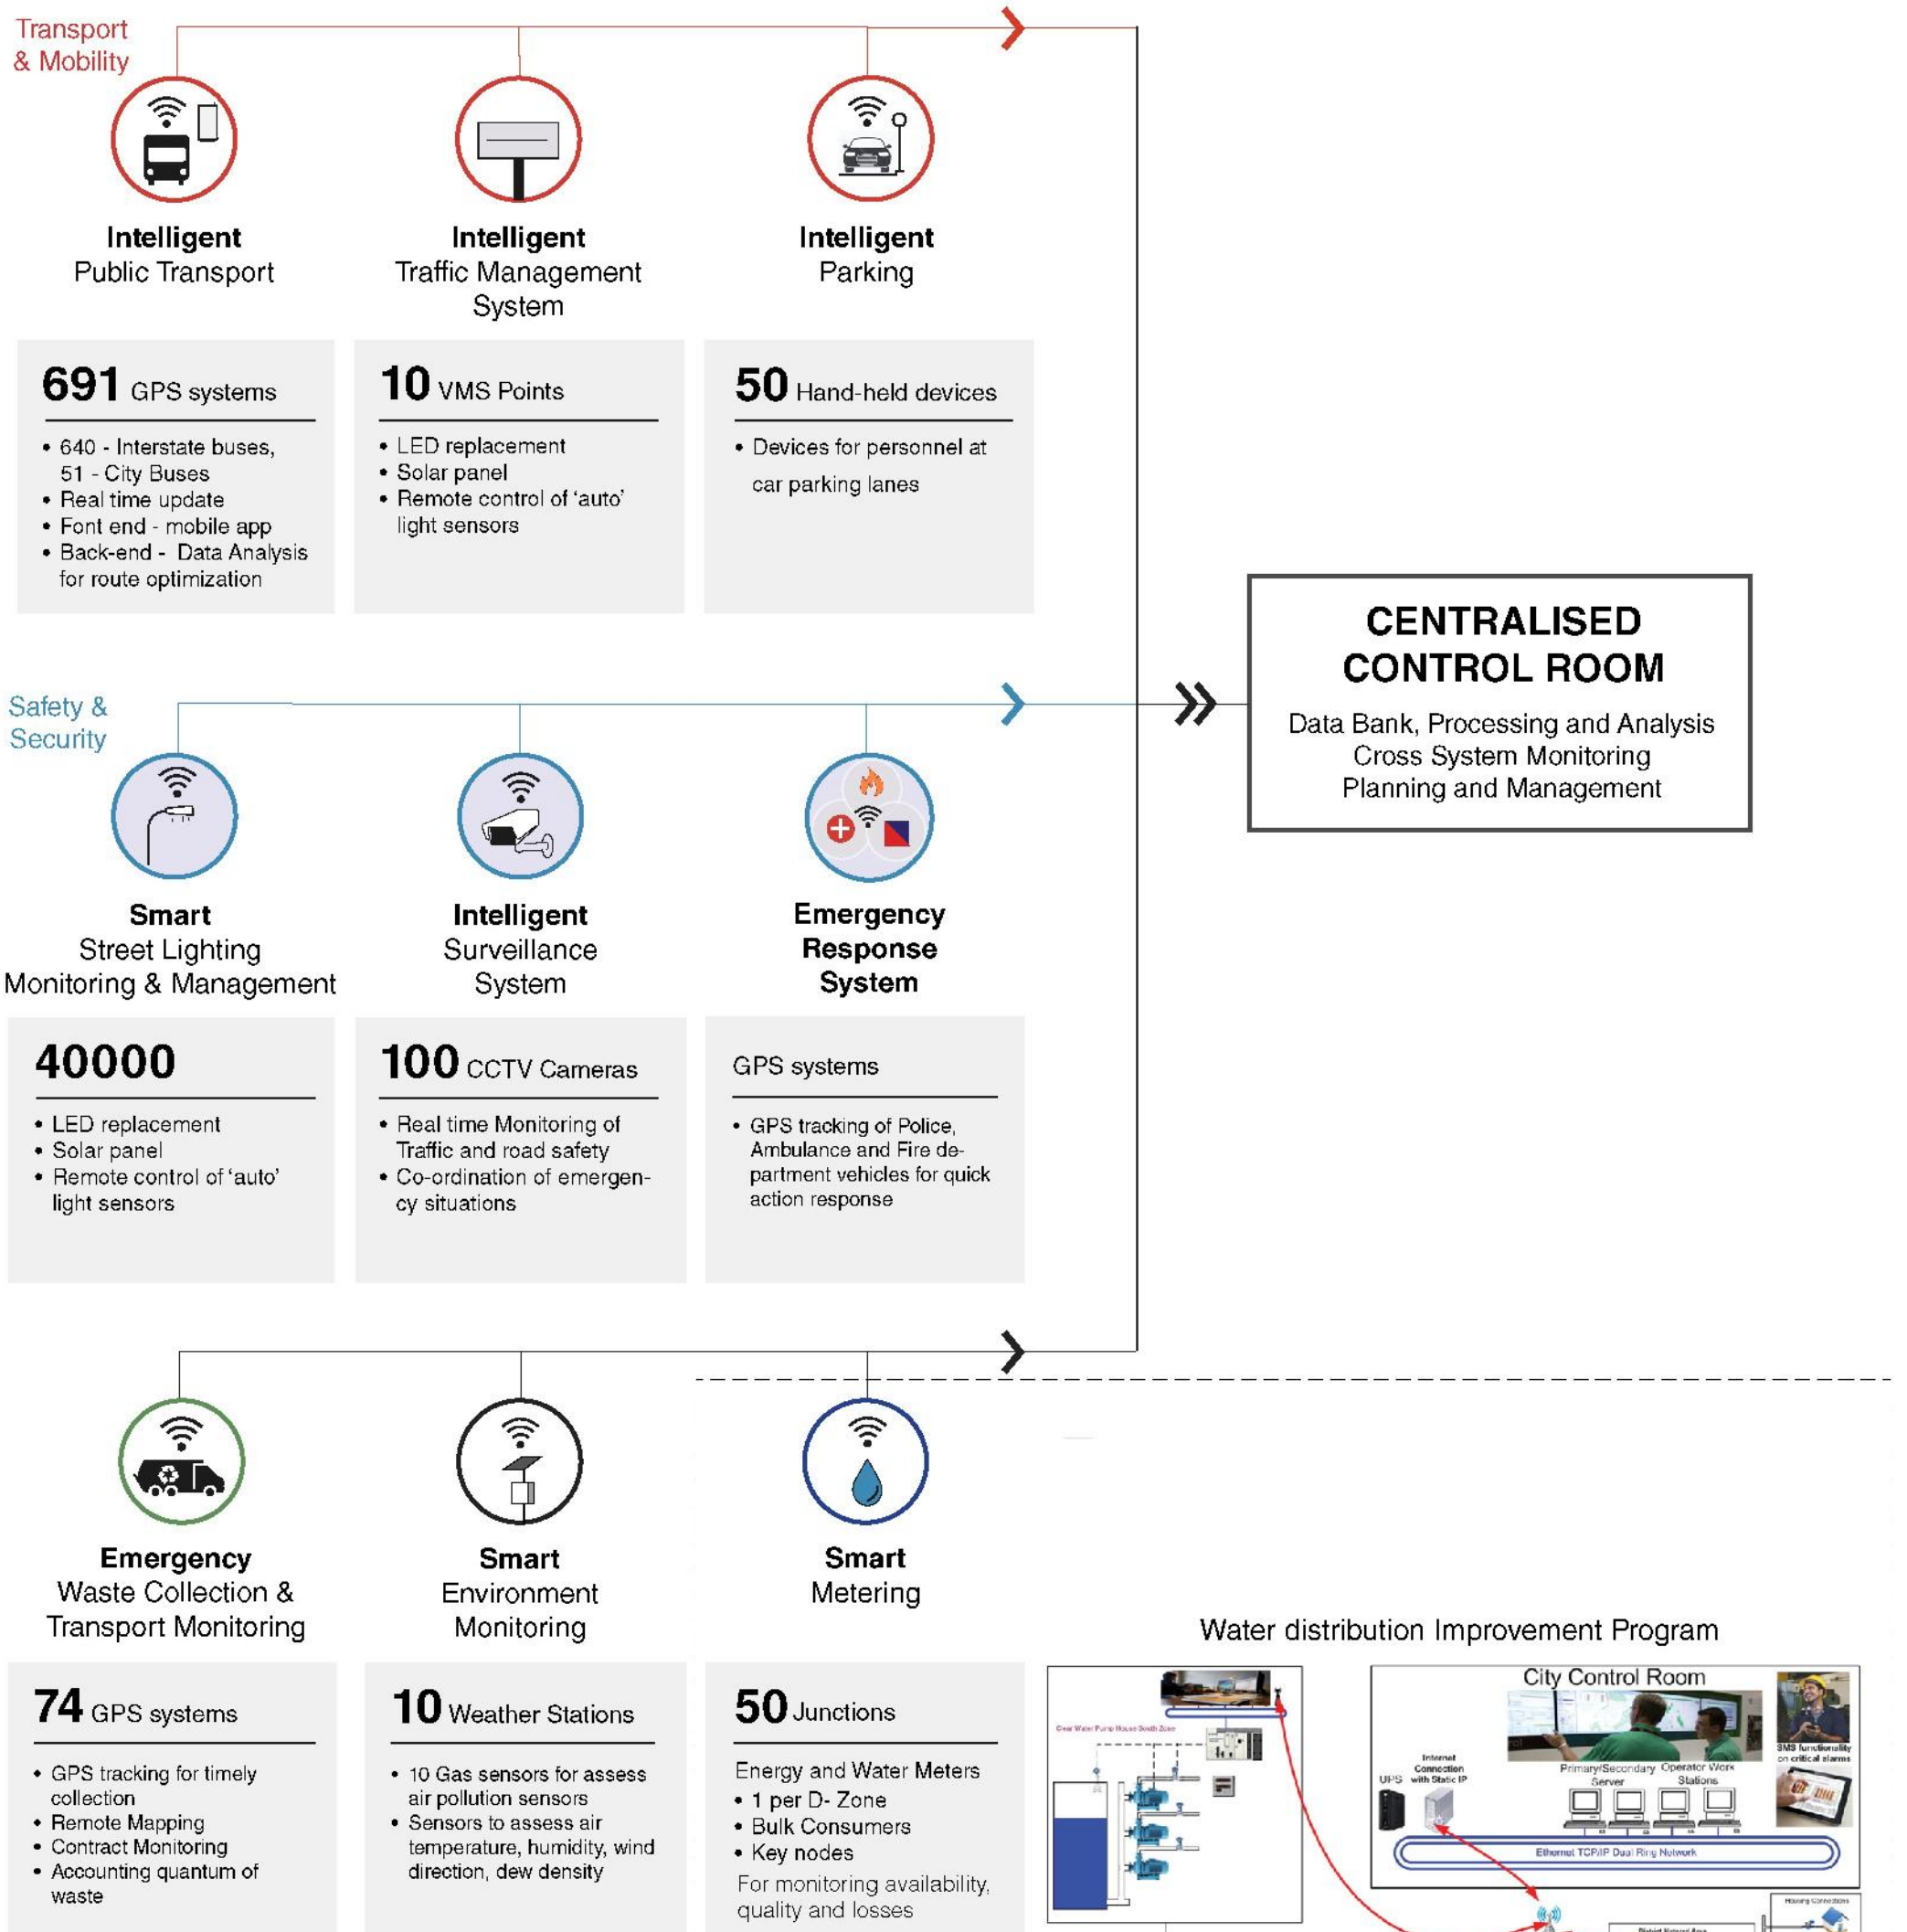 Transport
& Mobility
Intelligent
Public Transport
Intelligent
Traffic Management
System
Intelligent
Parking
691 GPS systems
• 640 - Interstate buses,
51 - City Buses
• Real time update
• Font end - mobile app
• Back-end - Data Analysis
for route optimization
10 VMS Points
• LED replacement
• Solar panel
• Remote control of ‘auto’
light sensors
50 Hand-held devices
• Devices for personnel at
car parking lanes
CENTRALISED
CONTROL ROOM
Data Bank, Processing and Analysis
Cross System Monitoring
Planning and Management
Safety &
Security
Smart
Street Lighting
Monitoring & Management
Intelligent
Surveillance
System
Emergency
Response
System
40000
• LED replacement
• Solar panel
• Remote control of ‘auto’
light sensors
100 CCTV Cameras
• Real time Monitoring of
Traffic and road safety
• Co-ordination of emergen-
cy situations
GPS systems
• GPS tracking of Police,
Ambulance and Fire de-
partment vehicles for quick
action response
Emergency
Waste Collection &
Transport Monitoring
Smart
Environment
Monitoring
Smart
Metering
74 GPS systems
• GPS tracking for timely
collection
• Remote Mapping
• Contract Monitoring
• Accounting quantum of
waste
10 Weather Stations
• 10 Gas sensors for assess
air pollution sensors
• Sensors to assess air
temperature, humidity, wind
direction, dew density
50 Junctions
Energy and Water Meters
• 1 per D- Zone
• Bulk Consumers
• Key nodes
For monitoring availability,
quality and losses
Water distribution Improvement Program
Clear Water Pump House South Zone
City Control Room
SMS functionality
on critical alarms
Internet
Connection
with Static IP
UPS
Primary/Secondary
Server
Operator Work
Stations
Ethernet TCP/IP Dual Ring Network
Housing Connections